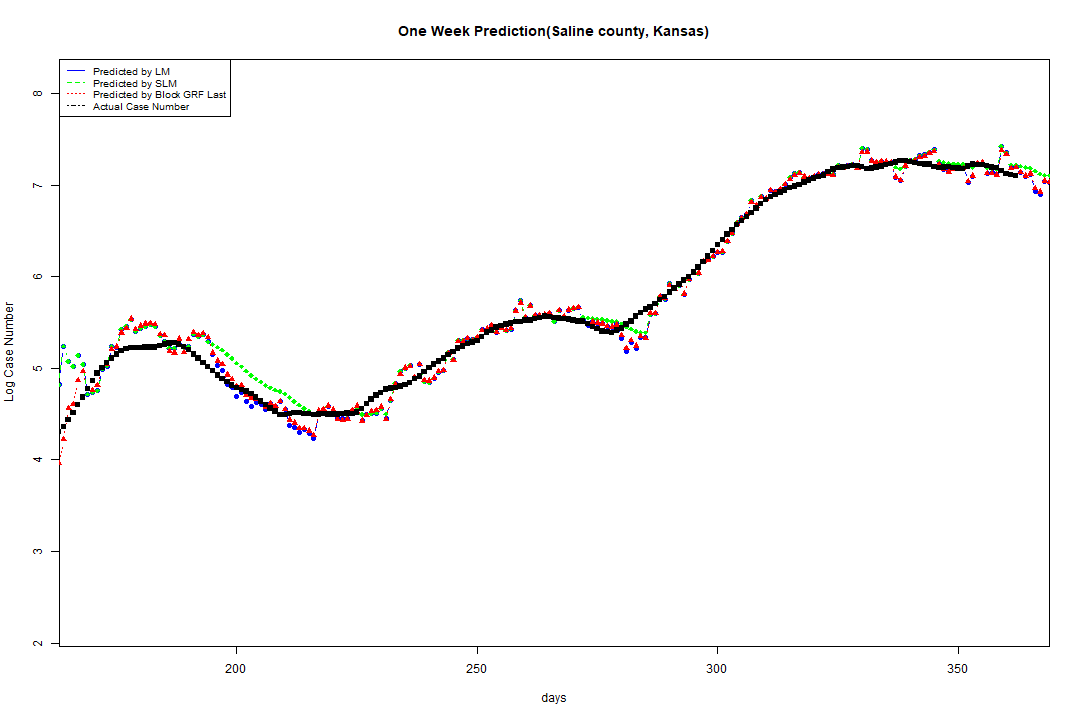 One Week Prediction(Saline county, Kansas)
Predicted by LM
Predicted by SLM
Predicted by Block GRF Last
Actual Case Number
8
7
6
5
4
3
2
Log Case Number
200 250 300 350
days